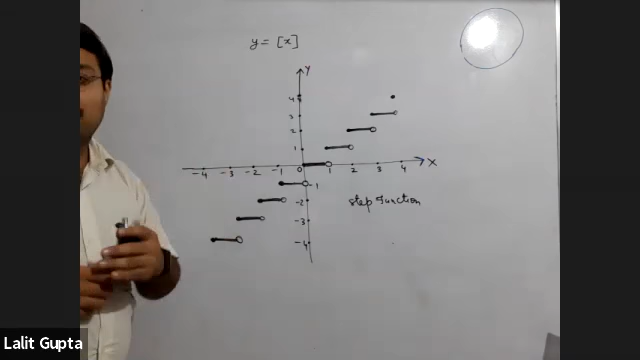 y = [x]
Y
4
3
2
1
-4 -3 -2 -1 0 1 2 3 4 X
-1
-2
-3
-4
step function
Lalit Gupta